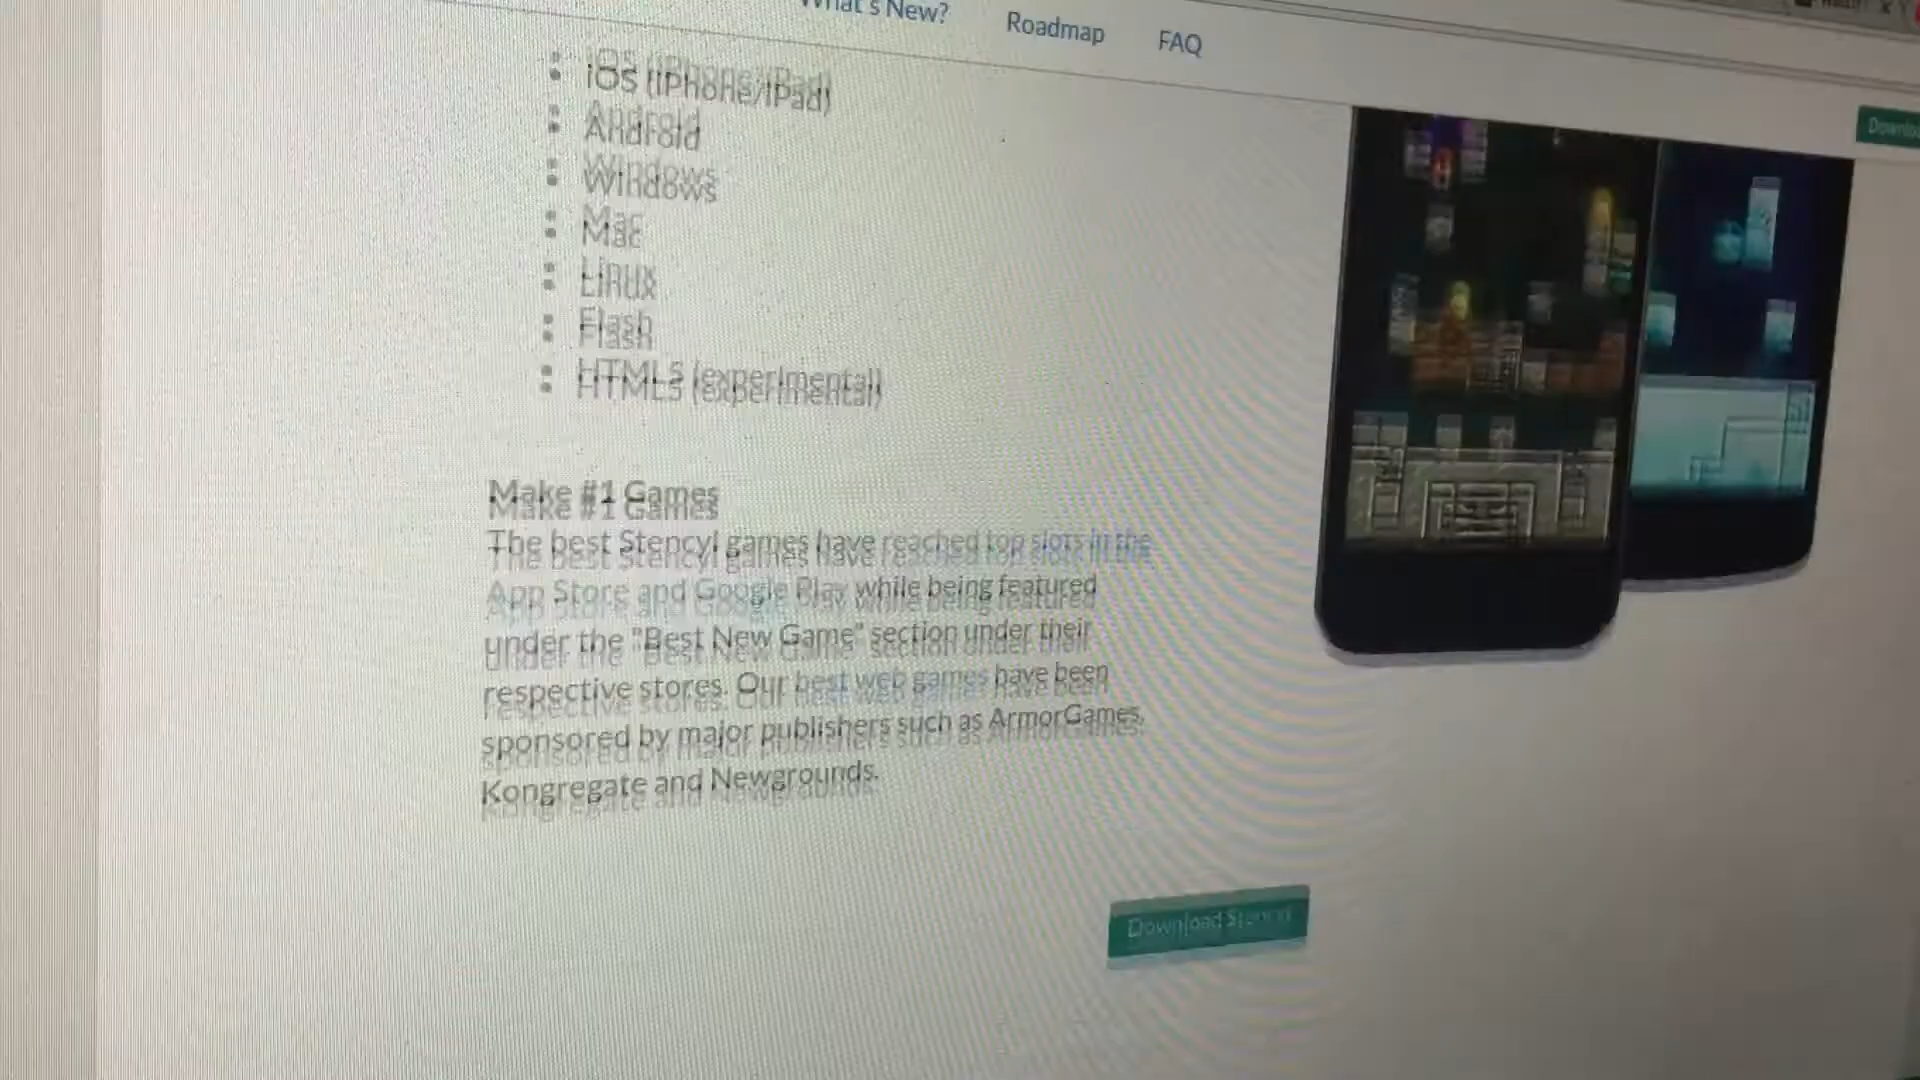 What's New?
Roadmap
FAQ
iOS (iPhone/iPad)
Android
Windows
Mac
Linux
Flash
HTML5 (experimental)
Make #1 Games
The best Stencyl games have reached top slots in the
App Store and Google Play while being featured
under the "Best New Game" section under their
respective stores. Our best web games have been
sponsored by major publishers such as ArmorGames,
Kongregate and Newgrounds.
Download Stencyl